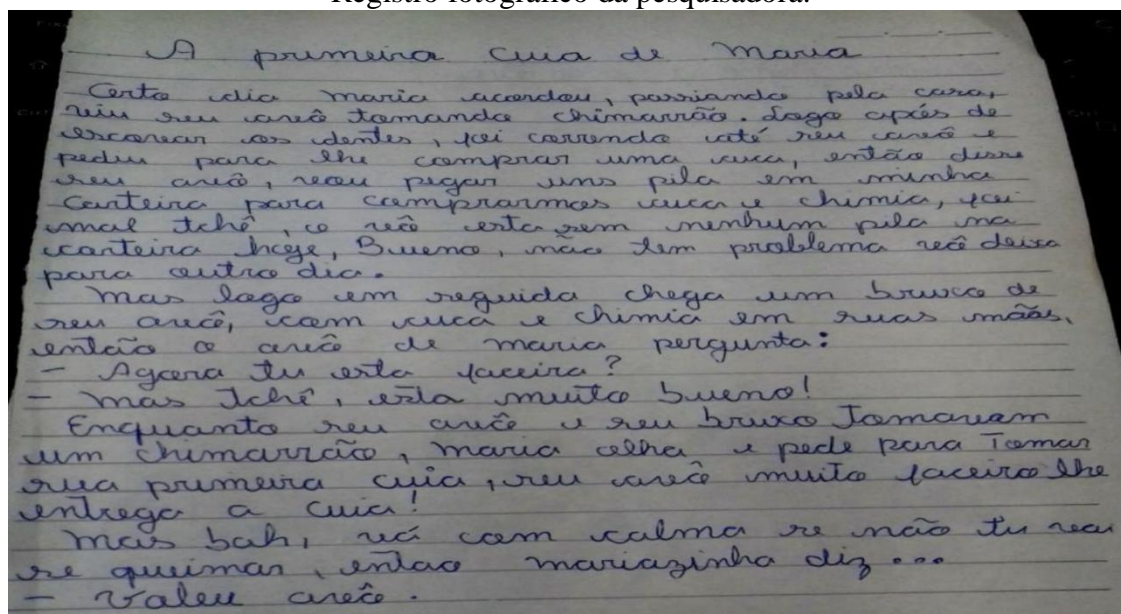 Registro fotográfico da pesquisadora.
A primeira cuia de Maria
Certo dia maria acordou, passiando pela casa,
viu seu avô tomando chimarrão. Logo após de
escovar os dentes, foi correndo até seu avô e
pediu para lhe comprar uma cuca, então disse
seu avô, vou pegar uns pila em minha
carteira para comprarmos cuca e chimia, foi
mal tchê, o vô esta sem nenhum pila na
carteira hoje, Bueno, não tem problema vô deixa
para outro dia.
Mas logo em seguida chega um bruxo de
seu avô, com cuca e chimia em suas mãos,
então o avô de maria pergunta:
- Agora tu esta faceira?
- Mas Tchê, esta muito bueno!
Enquanto seu avô e seu bruxo Tomavam
um chimarrão, maria olha e pede para Tomar
sua primeira cuia, seu avô muito faceiro lhe
entrega a cuia!
Mas bah, vá com calma se não tu vai
se queimar, então mariazinha diz...
- Valeu avô.